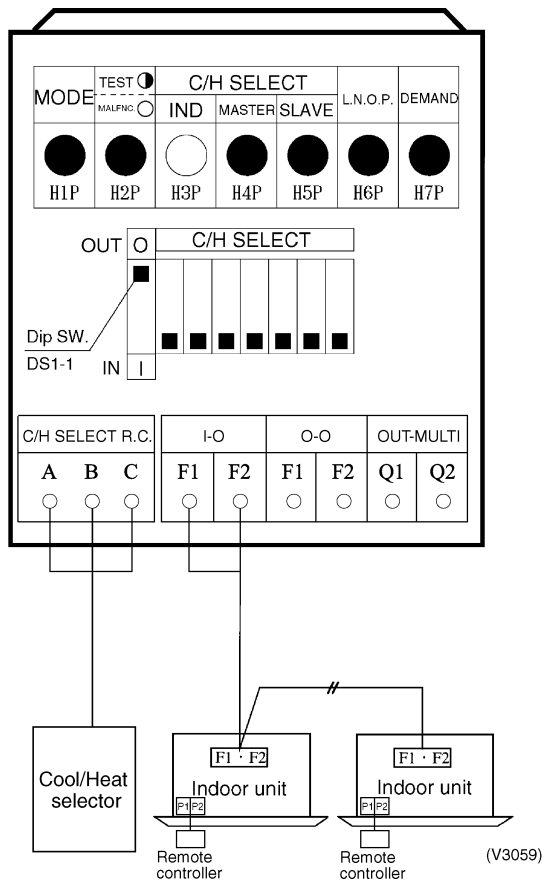 MODE TEST C/H SELECT L.N.O.P. DEMAND
MALFNC. IND MASTER SLAVE
H1P H2P H3P H4P H5P H6P H7P
OUT O C/H SELECT
Dip SW.
DS1-1
IN I
C/H SELECT R.C. I-O O-O OUT-MULTI
A B C F1 F2 F1 F2 Q1 Q2
F1 · F2 F1 · F2
Cool/Heat
selector
Indoor unit Indoor unit
P1 P2 P1 P2
Remote
controller
Remote
controller
(V3059)